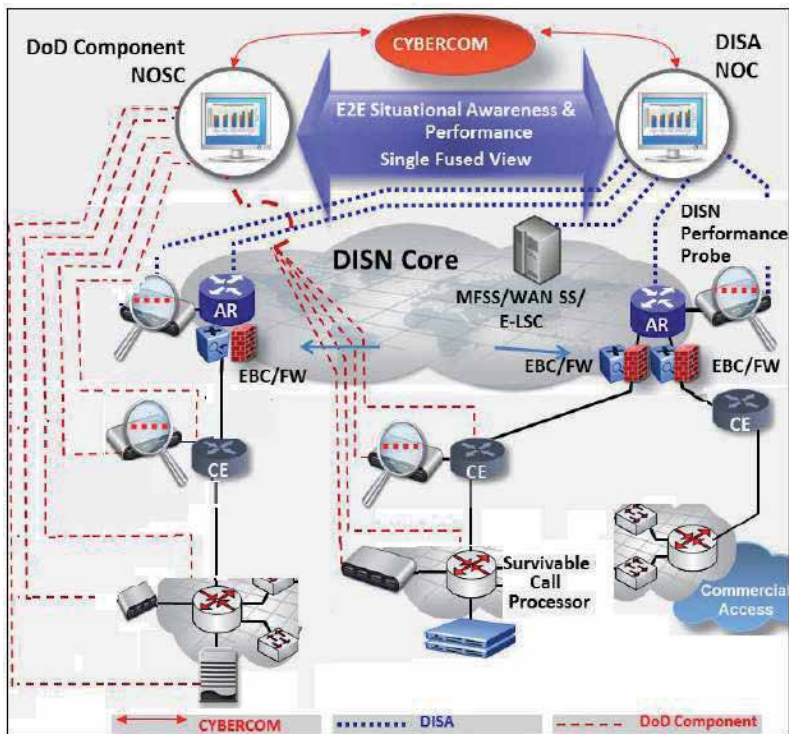 DoD Component
NOSC
CYBERCOM
DISA
NOC
E2E Situational Awareness &
Performance
Single Fused View
DISN
Performance
Probe
DISN Core
MFSS/WAN SS/
E-LSC
AR
AR
EBC/FW
EBC/FW
EBC/FW
CE
CE
CE
Survivable
Call
Processor
Commercial
Access
CYBERCOM
DISA
DoD Component